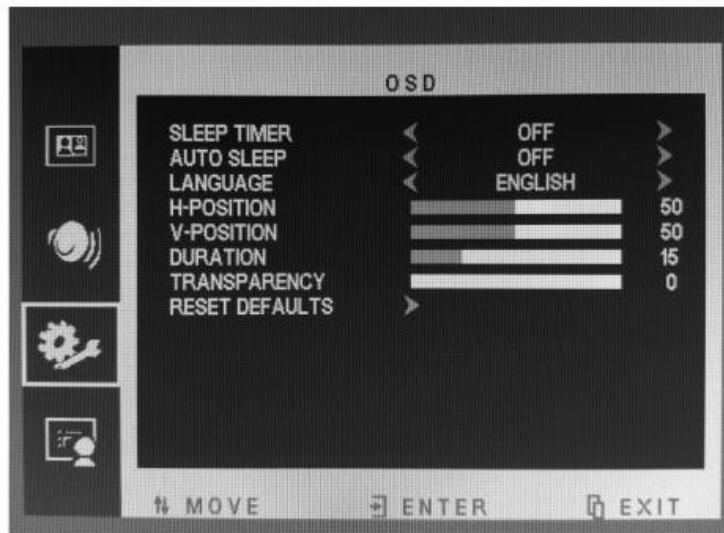 OSD
SLEEP TIMER OFF
AUTO SLEEP OFF
LANGUAGE ENGLISH
H-POSITION 50
V-POSITION 50
DURATION 15
TRANSPARENCY 0
RESET DEFAULTS
MOVE ENTER EXIT